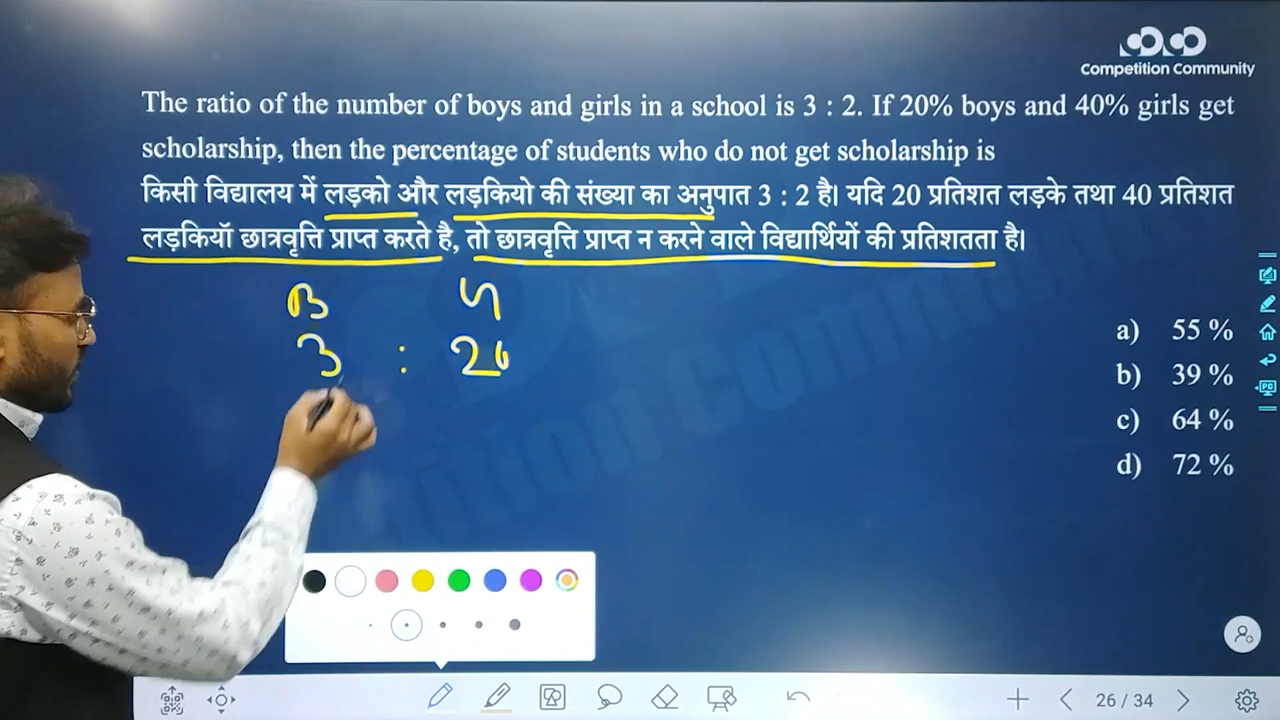 Competition Community
The ratio of the number of boys and girls in a school is 3 : 2. If 20% boys and 40% girls get
scholarship, then the percentage of students who do not get scholarship is
किसी विद्यालय में लड़को और लड़कियो की संख्या का अनुपात 3 : 2 है। यदि 20 प्रतिशत लड़के तथा 40 प्रतिशत
लड़कियाॅ छात्रवृत्ति प्राप्त करते है, तो छात्रवृत्ति प्राप्त न करने वाले विद्यार्थियों की प्रतिशतता है।
B
3 : 20
a) 55 %
b) 39 %
c) 64 %
d) 72 %
26 / 34